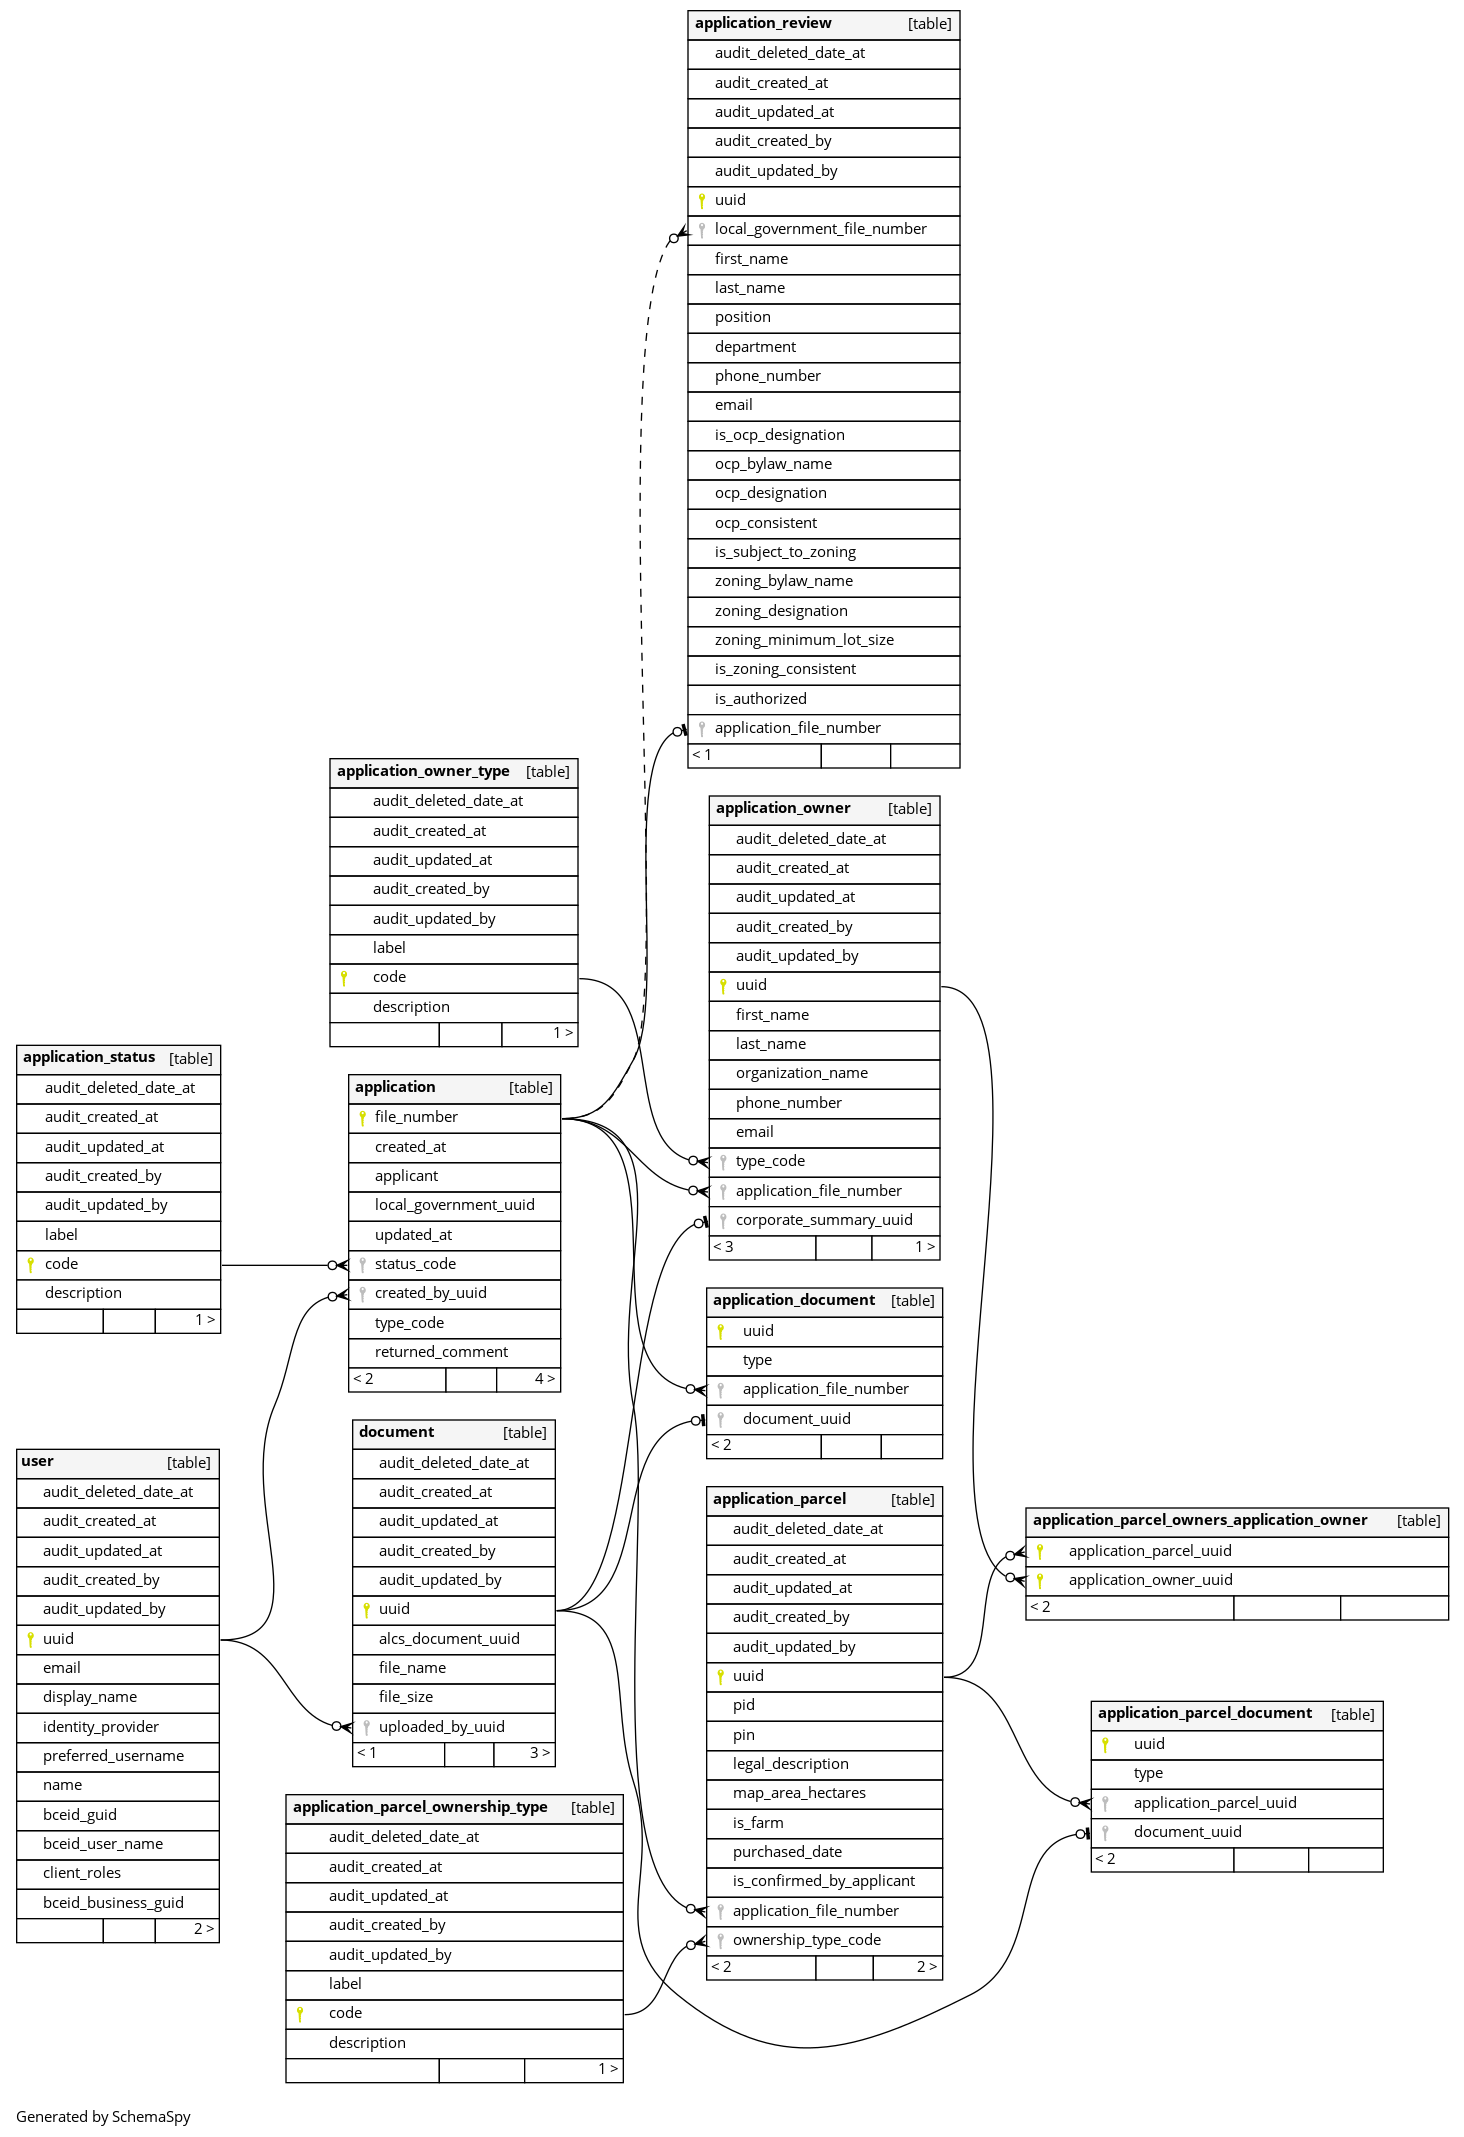 application_review [table]
audit_deleted_date_at
audit_created_at
audit_updated_at
audit_created_by
audit_updated_by
uuid
local_government_file_number
first_name
last_name
position
department
phone_number
email
is_ocp_designation
ocp_bylaw_name
ocp_designation
ocp_consistent
is_subject_to_zoning
zoning_bylaw_name
zoning_designation
zoning_minimum_lot_size
is_zoning_consistent
is_authorized
application_file_number
< 1
application_owner_type [table]
audit_deleted_date_at
audit_created_at
audit_updated_at
audit_created_by
audit_updated_by
label
code
description
1 >
application_owner [table]
audit_deleted_date_at
audit_created_at
audit_updated_at
audit_created_by
audit_updated_by
uuid
first_name
last_name
organization_name
phone_number
email
type_code
application_file_number
corporate_summary_uuid
< 3 1 >
application_status [table]
audit_deleted_date_at
audit_created_at
audit_updated_at
audit_created_by
audit_updated_by
label
code
description
1 >
application [table]
file_number
created_at
applicant
local_government_uuid
updated_at
status_code
created_by_uuid
type_code
returned_comment
< 2 4 >
application_document [table]
uuid
type
application_file_number
document_uuid
< 2
document [table]
audit_deleted_date_at
audit_created_at
audit_updated_at
audit_created_by
audit_updated_by
uuid
alcs_document_uuid
file_name
file_size
uploaded_by_uuid
< 1 3 >
user [table]
audit_deleted_date_at
audit_created_at
audit_updated_at
audit_created_by
audit_updated_by
uuid
email
display_name
identity_provider
preferred_username
name
bceid_guid
bceid_user_name
client_roles
bceid_business_guid
2 >
application_parcel [table]
audit_deleted_date_at
audit_created_at
audit_updated_at
audit_created_by
audit_updated_by
uuid
pid
pin
legal_description
map_area_hectares
is_farm
purchased_date
is_confirmed_by_applicant
application_file_number
ownership_type_code
< 2 2 >
application_parcel_owners_application_owner [table]
application_parcel_uuid
application_owner_uuid
< 2
application_parcel_document [table]
uuid
type
application_parcel_uuid
document_uuid
< 2
application_parcel_ownership_type [table]
audit_deleted_date_at
audit_created_at
audit_updated_at
audit_created_by
audit_updated_by
label
code
description
1 >
Generated by SchemaSpy